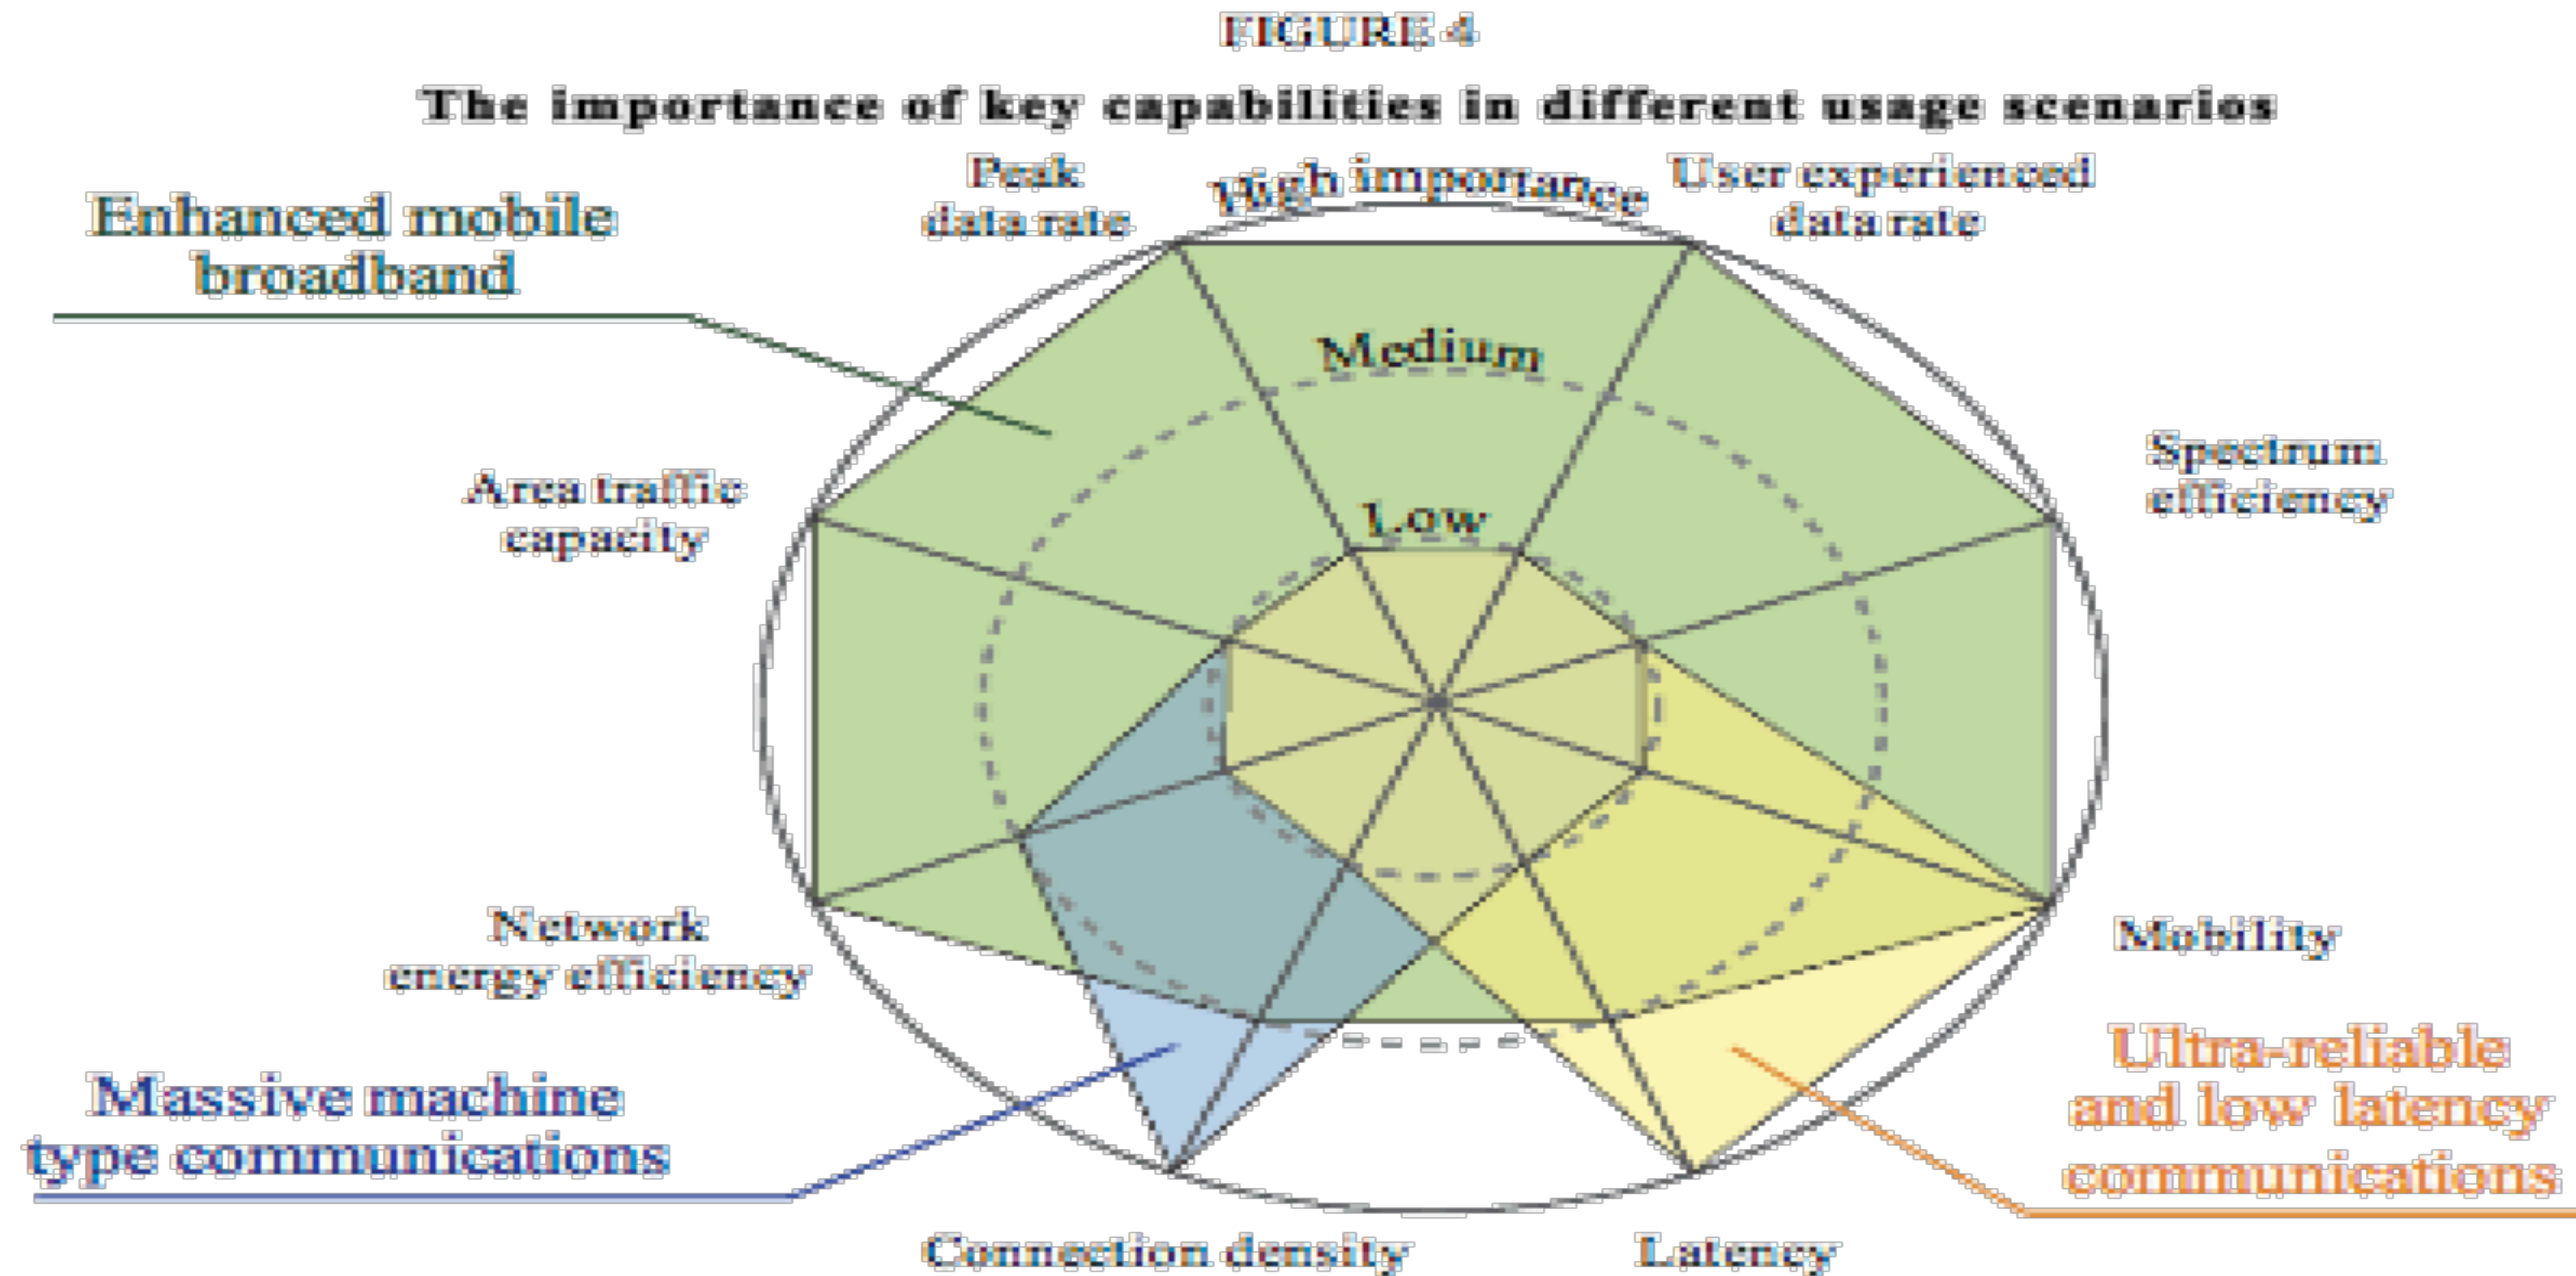 FIGURE 4
The importance of key capabilities in different usage scenarios
Enhanced mobile
broadband
Peak
data rate
High importance
User experienced
data rate
Medium
Low
Area traffic
capacity
Spectrum
efficiency
Network
energy efficiency
Mobility
Massive machine
type communications
Ultra-reliable
and low latency
communications
Connection density
Latency